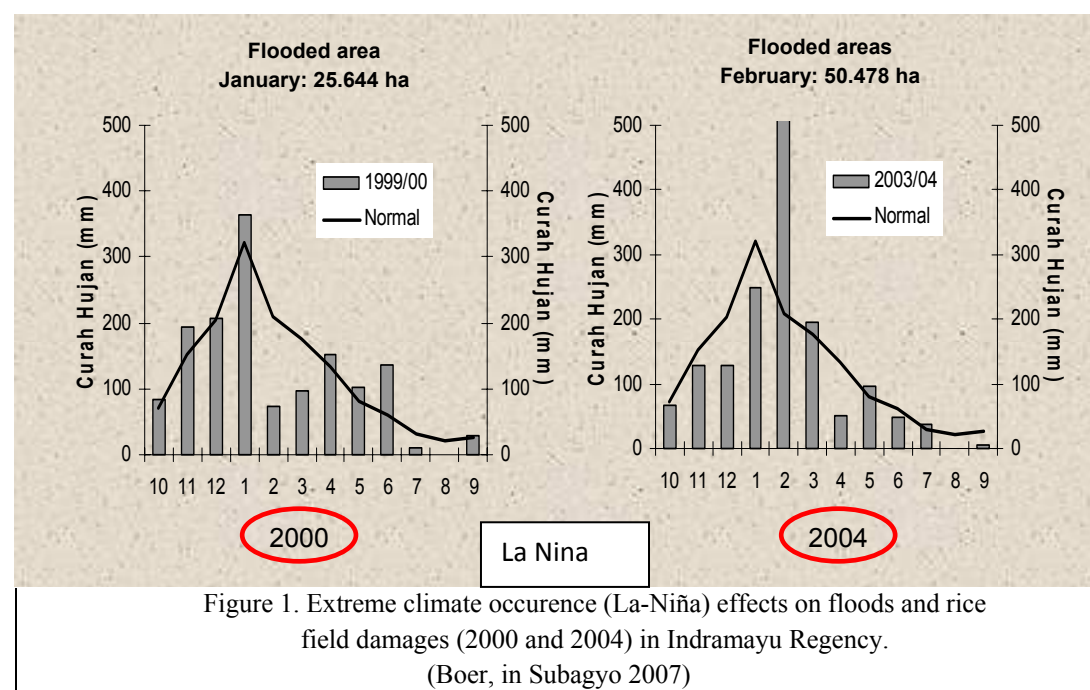 Flooded area
January: 25.644 ha
Flooded areas
February: 50.478 ha
500
400
300
200
100
0
Curah Hujan (mm)
1999/00
Normal
500
400
300
200
100
0
Curah Hujan (mm)
10 11 12 1 2 3 4 5 6 7 8 9
2000
500
400
300
200
100
0
Curah Hujan (mm)
2003/04
Normal
500
400
300
200
100
0
Curah Hujan (mm)
10 11 12 1 2 3 4 5 6 7 8 9
2004
La Nina
Figure 1. Extreme climate occurence (La-Niña) effects on floods and rice
field damages (2000 and 2004) in Indramayu Regency.
(Boer, in Subagyo 2007)